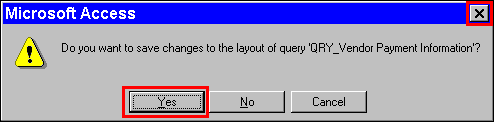 Microsoft Access
Do you want to save changes to the layout of query 'QRY_Vendor Payment Information'?
Yes No Cancel